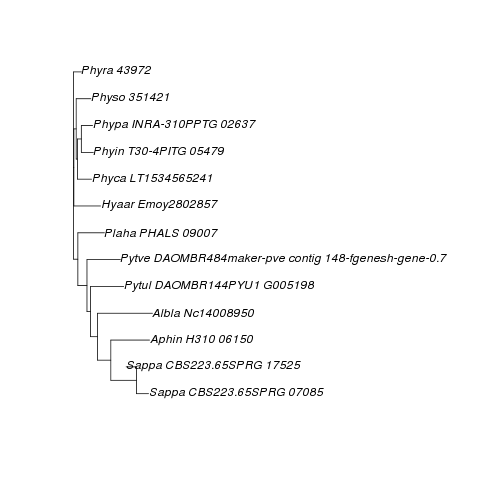 Phyra 43972
Physo 351421
Phypa INRA-310PPTG 02637
Phyin T30-4PITG 05479
Phyca LT1534565241
Hyaar Emoy2802857
Plaha PHALS 09007
Pytve DAOMBR484maker-pve contig 148-fgenesh-gene-0.7
Pytul DAOMBR144PYU1 G005198
Albla Nc14008950
Aphin H310 06150
Sappa CBS223.65SPRG 17525
Sappa CBS223.65SPRG 07085